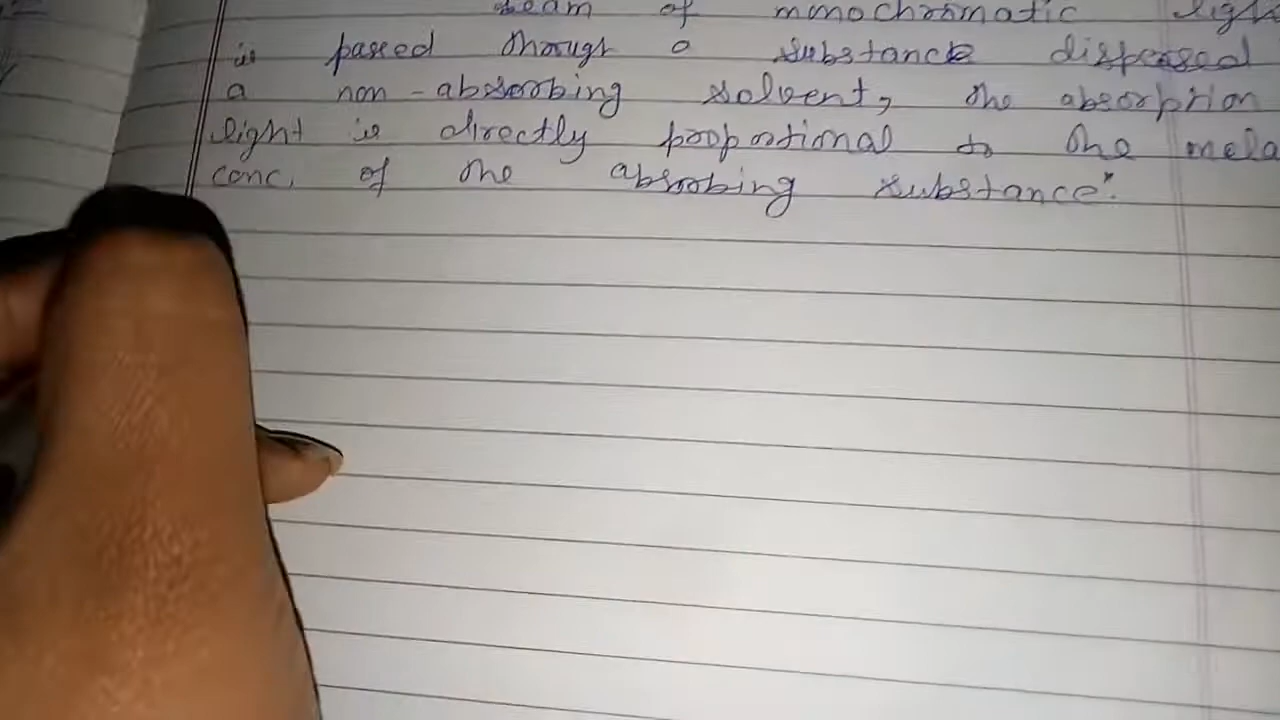 beam of monochromatic light
is passed through a substance dispersed
a non-absorbing solvent, the absorption
light is directly proportional to the mola
conc. of the absorbing substance".